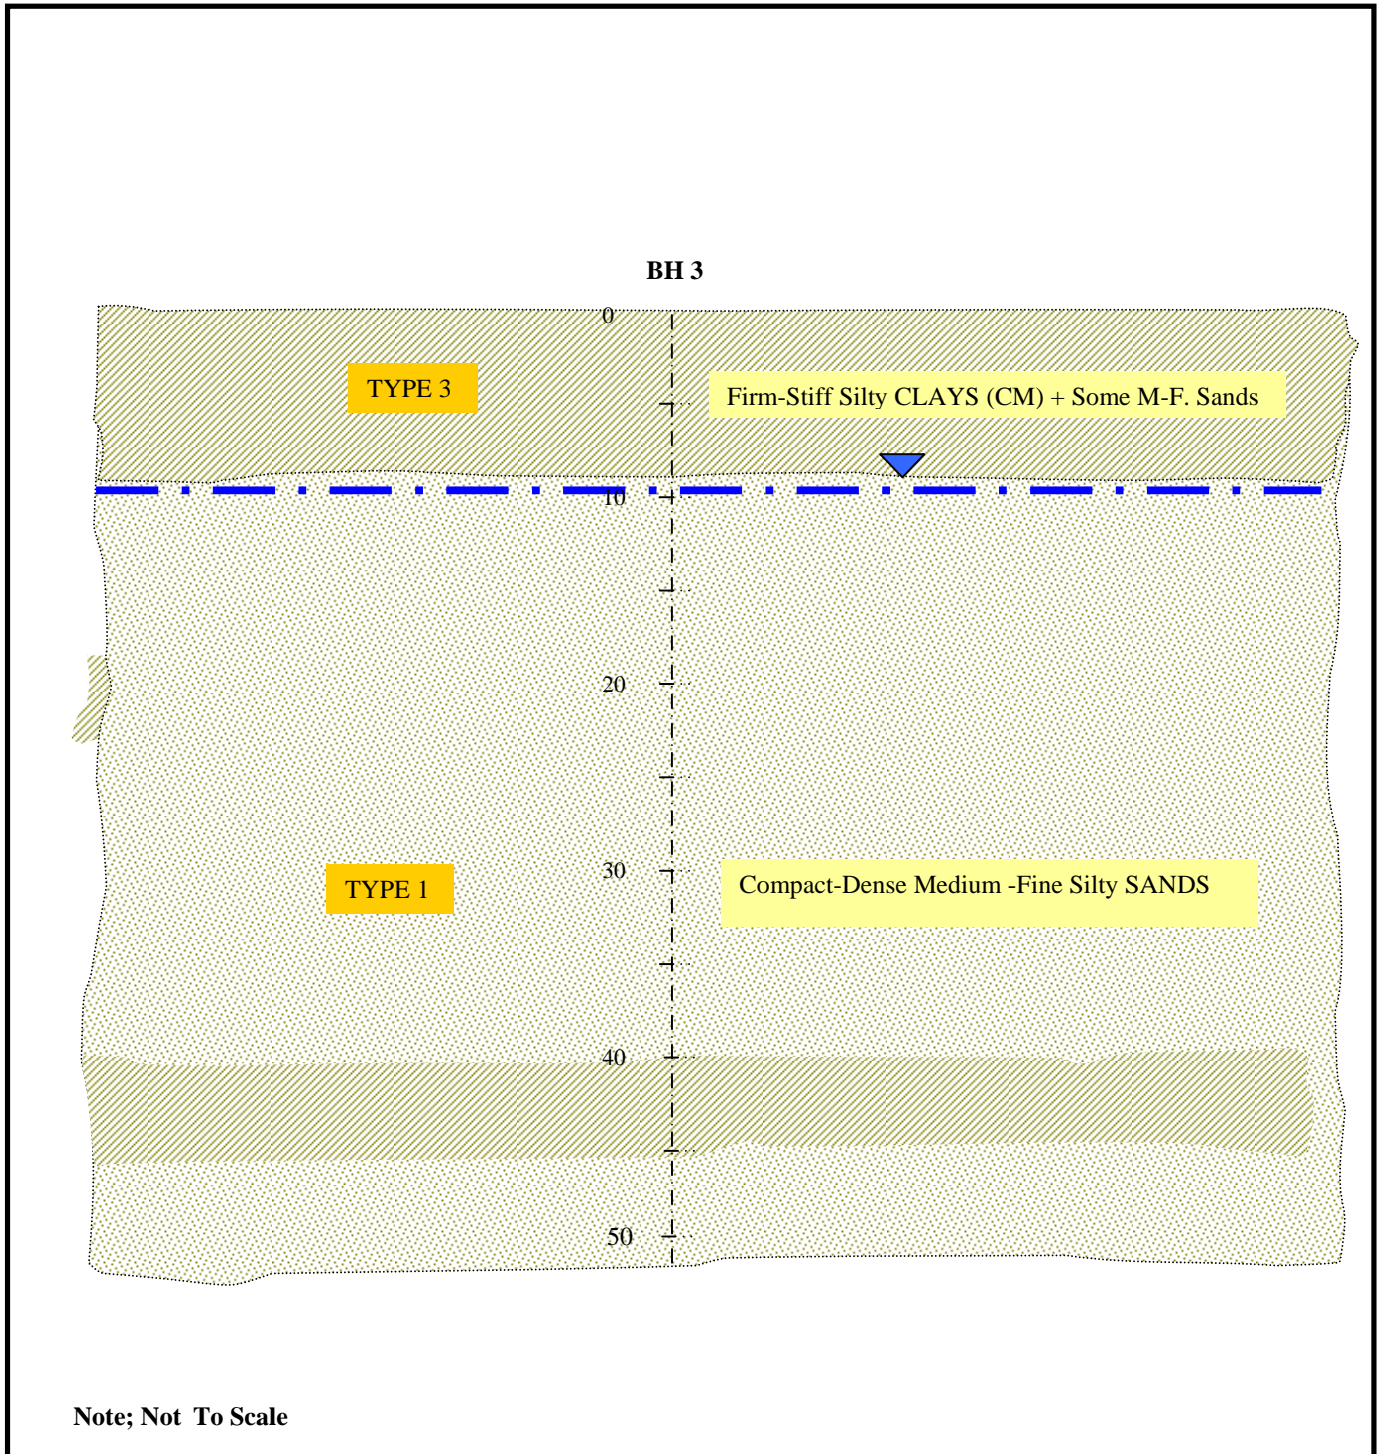 BH 3
0
TYPE 3
Firm-Stiff Silty CLAYS (CM) + Some M-F. Sands
10
20
30
TYPE 1
Compact-Dense Medium -Fine Silty SANDS
40
50
Note; Not To Scale